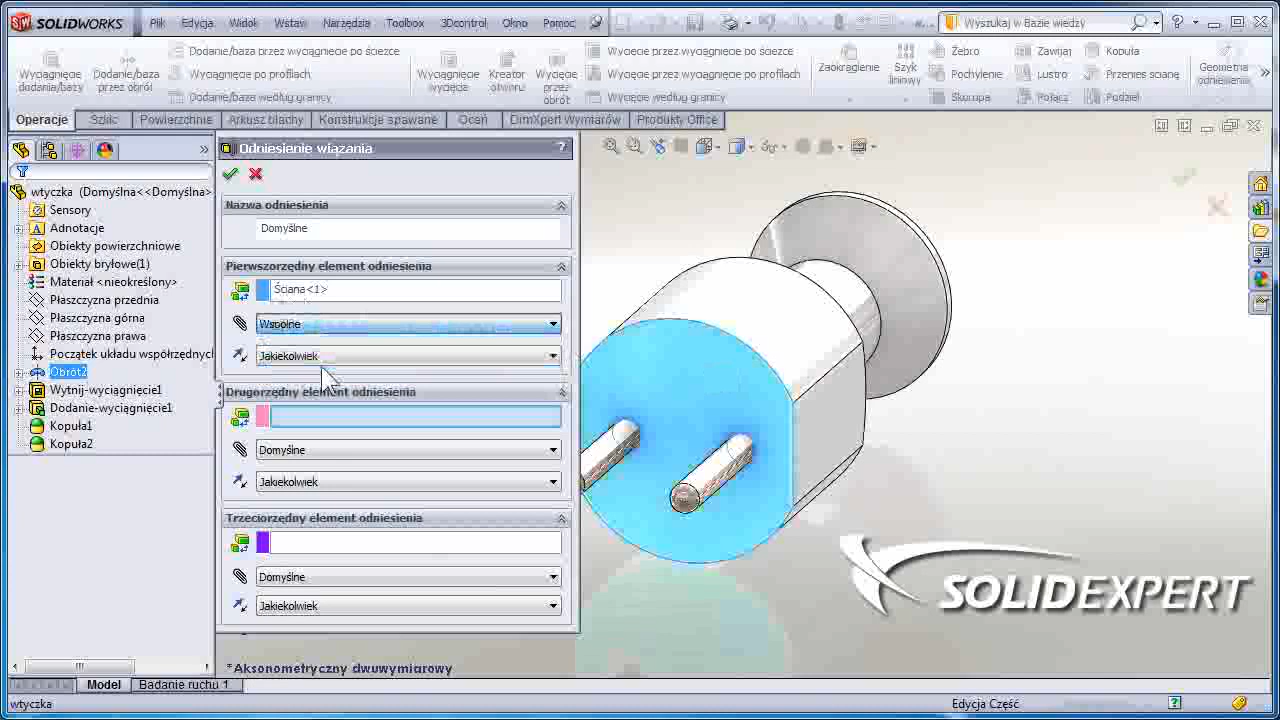 SOLIDWORKS Plik Edycja Widok Wstaw Narzędzia Toolbox 3Dcontrol Okno Pomoc Wyszukaj w Bazie wiedzy
Wyciągnięcie dodania/bazy
Dodanie/baza przez obrót
Dodanie/baza przez wyciągnięcie po ścieżce
Wyciągnięcia po profilach
Dodanie/baza według granicy
Wyciągnięcie wycięcia
Kreator otworu
Wycięcie przez obrót
Wycięcie przez wyciągnięcie po ścieżce
Wycięcie przez wyciągnięcie po profilach
Wycięcie według granicy
Zaokrąglenie
Szyk liniowy
Żebro
Pochylenie
Skorupa
Zawijaj
Lustro
Połącz
Kopuła
Przenieś ścianę
Podziel
Geometria odniesienia
Operacje Szkic Powierzchnie Arkusz blachy Konstrukcje spawane Oceń DimXpert Wymiarów Produkty Office
wtyczka (Domyślna<<Domyślna>
Sensory
Adnotacje
Obiekty powierzchniowe
Obiekty bryłowe(1)
Materiał <nieokreślony>
Płaszczyzna przednia
Płaszczyzna górna
Płaszczyzna prawa
Początek układu współrzędnych
Obrót2
Wytnij-wyciągnięcie1
Dodanie-wyciągnięcie1
Kopuła1
Kopuła2
Odniesienie wiązania ?
Nazwa odniesienia
Domyślne
Pierwszorzędny element odniesienia
Ściana<1>
Wspólne
Jakiekolwiek
Drugorzędny element odniesienia
Domyślne
Jakiekolwiek
Trzeciorzędny element odniesienia
Domyślne
Jakiekolwiek
SOLIDEXPERT
*Aksonometryczny dwuwymiarowy
Model Badanie ruchu 1
wtyczka Edycja Część